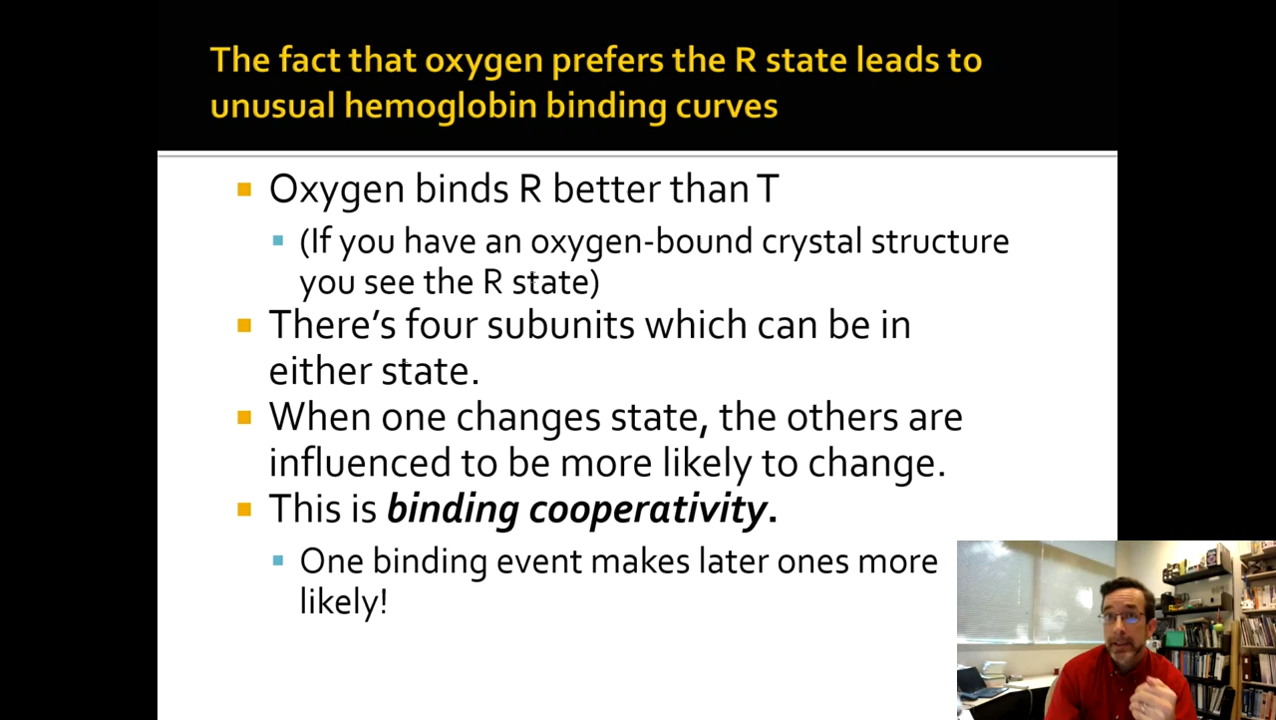 The fact that oxygen prefers the R state leads to
unusual hemoglobin binding curves
Oxygen binds R better than T
(If you have an oxygen-bound crystal structure
you see the R state)
There's four subunits which can be in
either state.
When one changes state, the others are
influenced to be more likely to change.
This is binding cooperativity.
One binding event makes later ones more
likely!